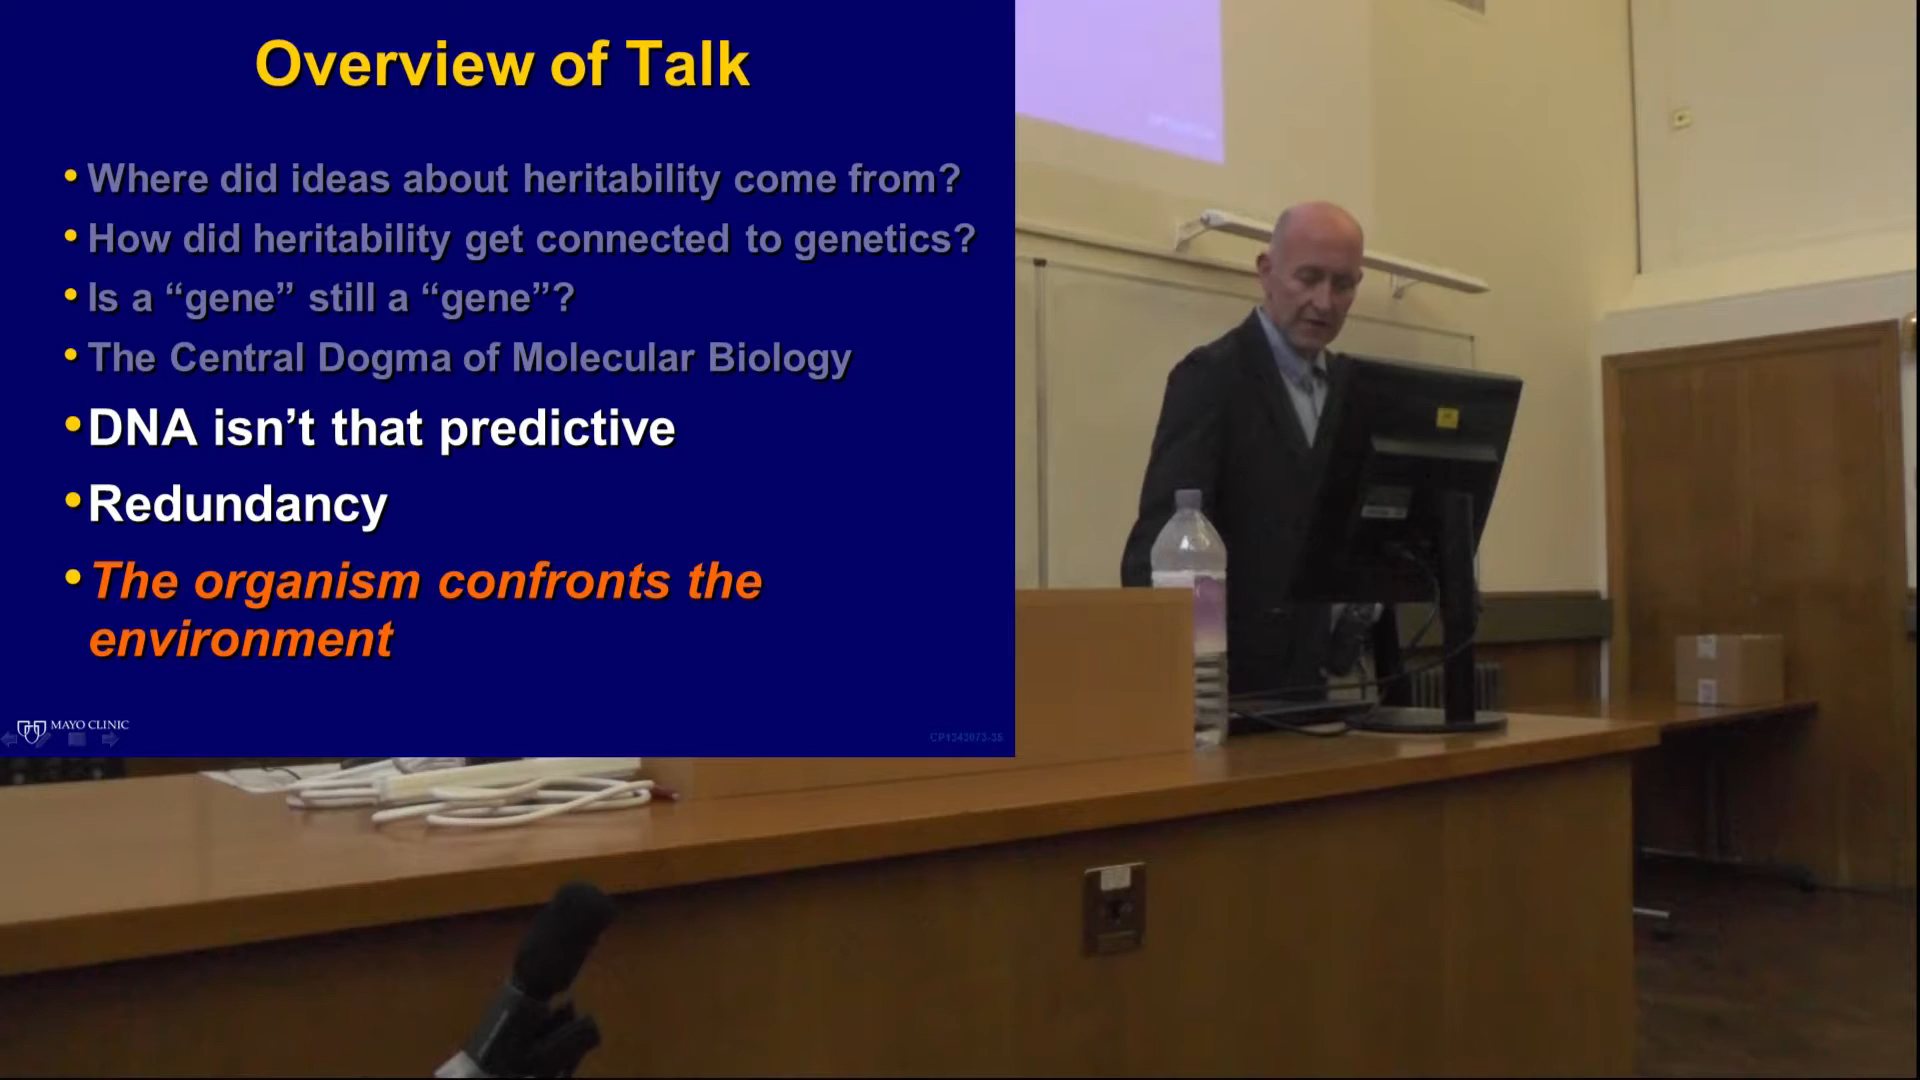 Overview of Talk
• Where did ideas about heritability come from?
• How did heritability get connected to genetics?
• Is a “gene” still a “gene”?
• The Central Dogma of Molecular Biology
• DNA isn’t that predictive
• Redundancy
• The organism confronts the
environment
MAYO CLINIC
CP1343073-35